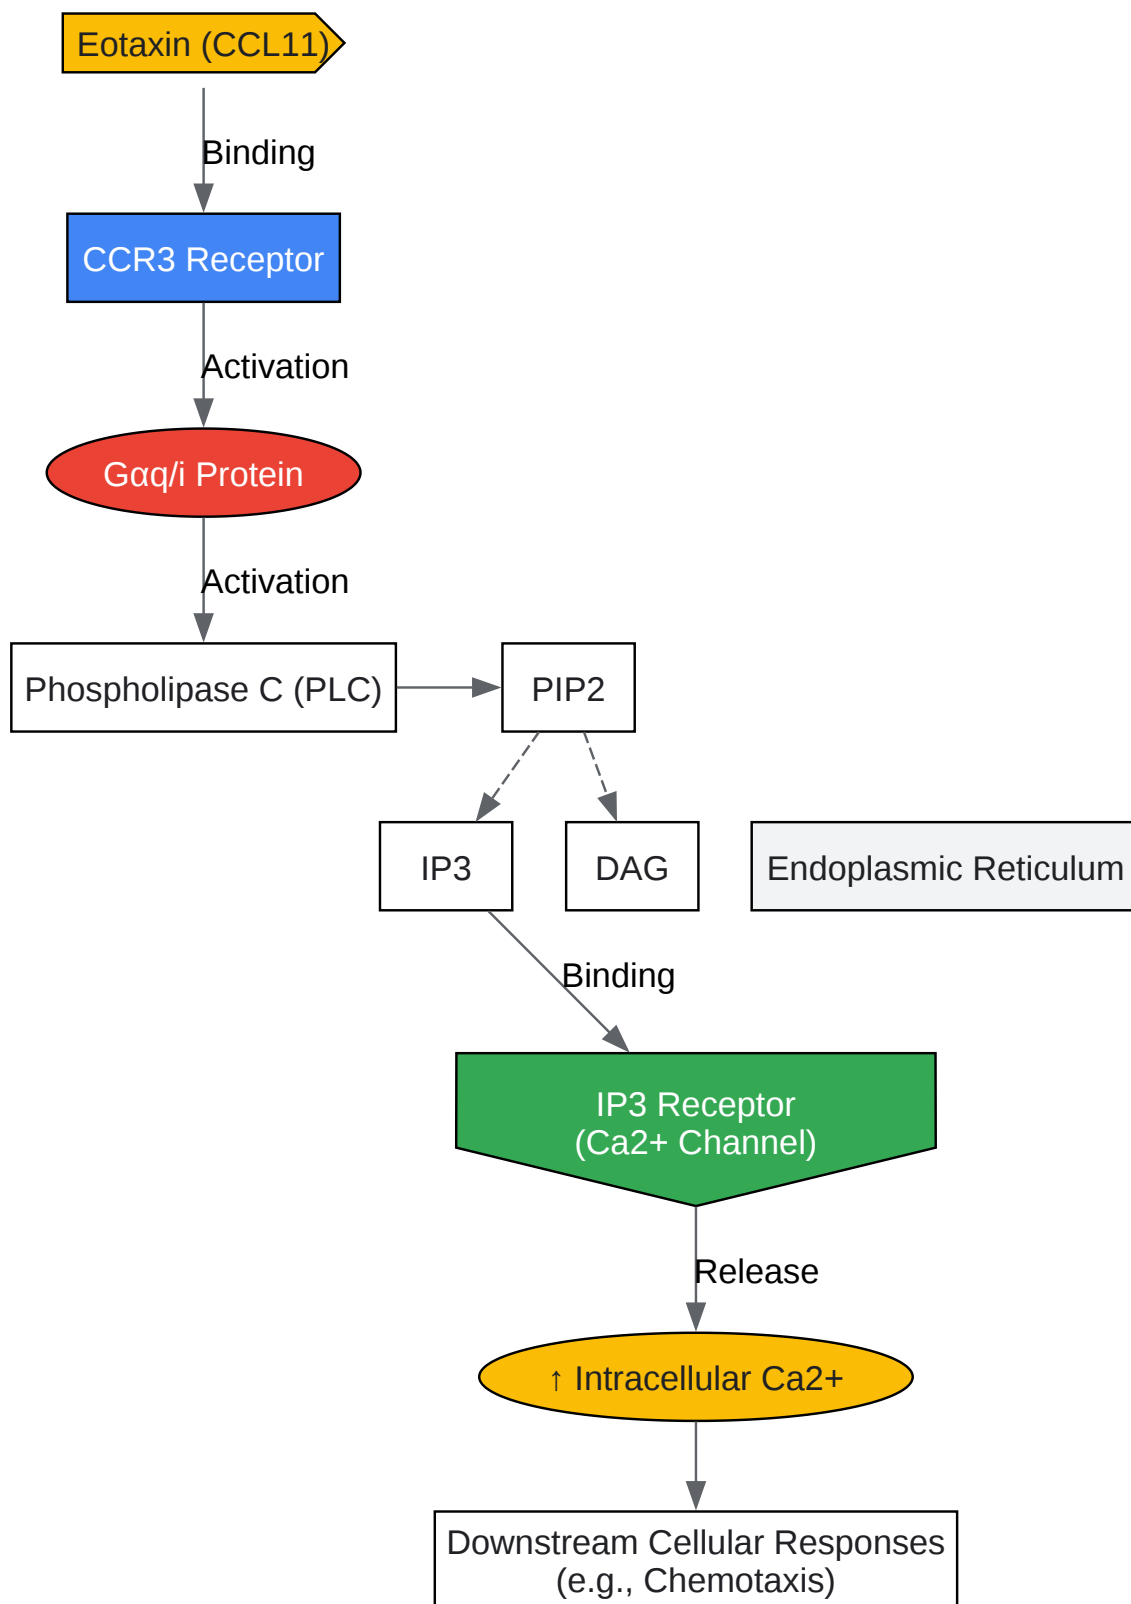 Eotaxin (CCL11)
Binding
CCR3 Receptor
Activation
Gαq/i Protein
Activation
Phospholipase C (PLC)
PIP2
IP3
DAG
Endoplasmic Reticulum
Binding
IP3 Receptor
(Ca2+ Channel)
Release
↑ Intracellular Ca2+
Downstream Cellular Responses
(e.g., Chemotaxis)